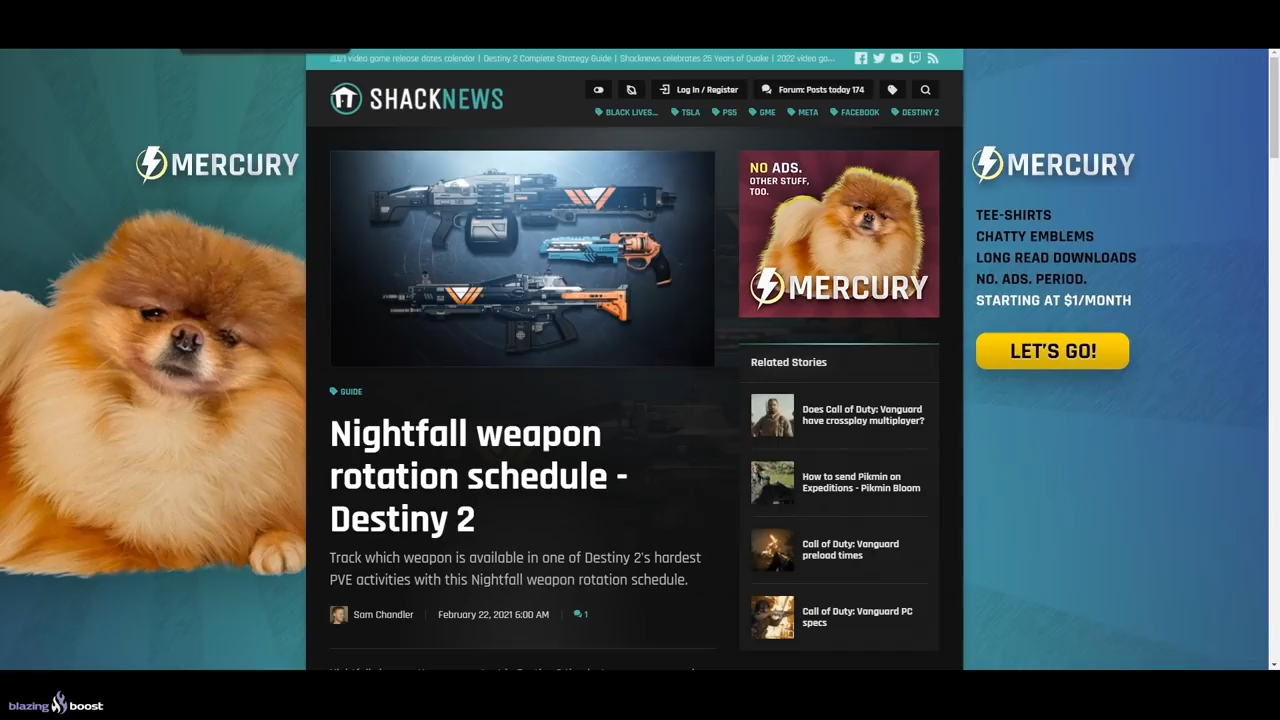 video game release dates calendar | Destiny 2 Complete Strategy Guide | Shacknews celebrates 25 Years of Quake | 2022 video ga...
SHACKNEWS
Log In / Register
Forum: Posts today 174
BLACK LIVES...
TSLA
PS5
GME
META
FACEBOOK
DESTINY 2
MERCURY
NO ADS.
OTHER STUFF,
TOO.
MERCURY
MERCURY
TEE-SHIRTS
CHATTY EMBLEMS
LONG READ DOWNLOADS
NO. ADS. PERIOD.
STARTING AT $1/MONTH
LET'S GO!
GUIDE
Nightfall weapon
rotation schedule -
Destiny 2
Track which weapon is available in one of Destiny 2's hardest
PVE activities with this Nightfall weapon rotation schedule.
Sam Chandler
February 22, 2021 6:00 AM
1
Related Stories
Does Call of Duty: Vanguard
have crossplay multiplayer?
How to send Pikmin on
Expeditions - Pikmin Bloom
Call of Duty: Vanguard
preload times
Call of Duty: Vanguard PC
specs
blazing boost